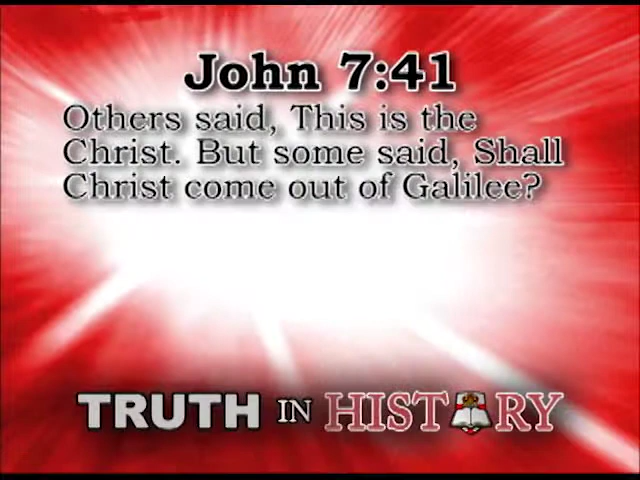 John 7:41
Others said, This is the
Christ. But some said, Shall
Christ come out of Galilee?
TRUTH IN HISTORY